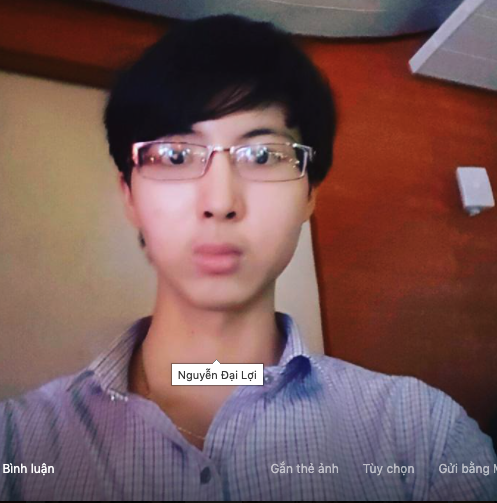 Nguyễn Đại Lợi
Bình luận
Gắn thẻ ảnh
Tùy chọn
Gửi bằng